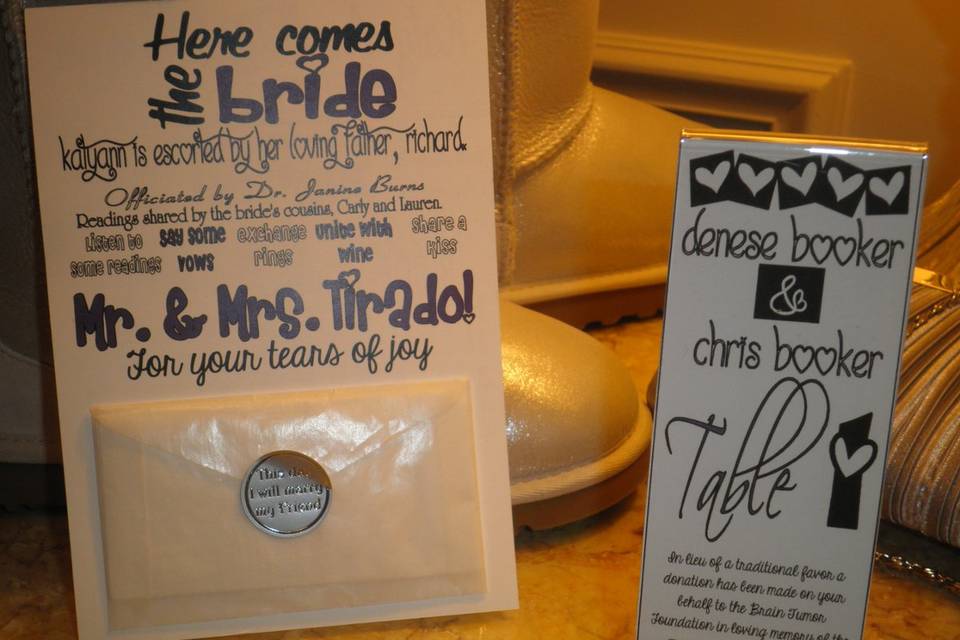 Here comes
the bride
katyann is escorted by her loving father, richard.
Officiated by Dr. Janine Burns
Readings shared by the bride's cousins, Carly and Lauren.
listen to some readings
say some vows
exchange rings
unite with wine
share a kiss
Mr. & Mrs. Tirado!
For your tears of joy
This day
I will marry
my friend
denese booker
&
chris booker
Table 1
In lieu of a traditional favor a
donation has been made on your
behalf to the Brain Tumor
Foundation in loving memory of the